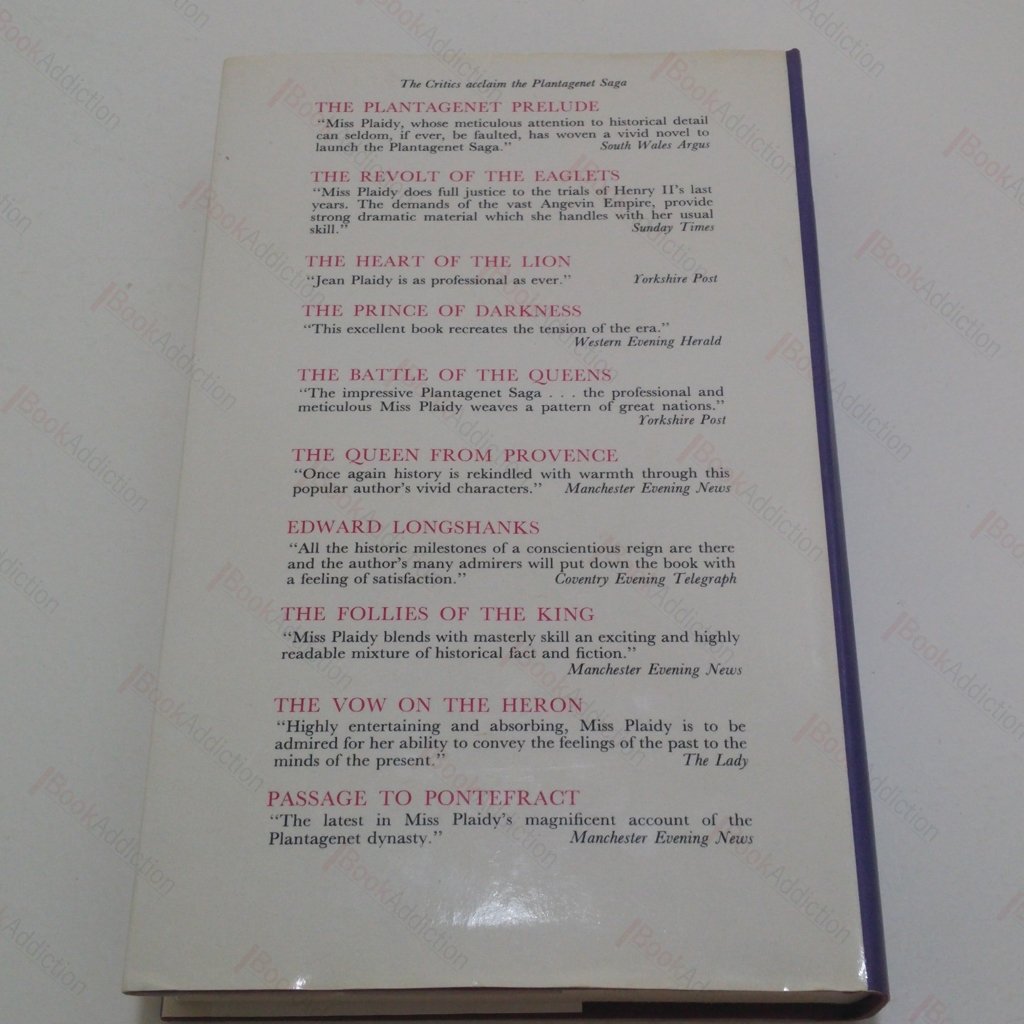 The Critics acclaim the Plantagenet Saga
THE PLANTAGENET PRELUDE
“Miss Plaidy, whose meticulous attention to historical detail
can seldom, if ever, be faulted, has woven a vivid novel to
launch the Plantagenet Saga.” South Wales Argus
THE REVOLT OF THE EAGLETS
“Miss Plaidy does full justice to the trials of Henry II’s last
years. The demands of the vast Angevin Empire, provide
strong dramatic material which she handles with her usual
skill.” Sunday Times
THE HEART OF THE LION
“Jean Plaidy is as professional as ever.” Yorkshire Post
THE PRINCE OF DARKNESS
“This excellent book recreates the tension of the era.”
Western Evening Herald
THE BATTLE OF THE QUEENS
“The impressive Plantagenet Saga . . . the professional and
meticulous Miss Plaidy weaves a pattern of great nations.”
Yorkshire Post
THE QUEEN FROM PROVENCE
“Once again history is rekindled with warmth through this
popular author’s vivid characters.” Manchester Evening News
EDWARD LONGSHANKS
“All the historic milestones of a conscientious reign are there
and the author’s many admirers will put down the book with
a feeling of satisfaction.” Coventry Evening Telegraph
THE FOLLIES OF THE KING
“Miss Plaidy blends with masterly skill an exciting and highly
readable mixture of historical fact and fiction.”
Manchester Evening News
THE VOW ON THE HERON
“Highly entertaining and absorbing, Miss Plaidy is to be
admired for her ability to convey the feelings of the past to the
minds of the present.” The Lady
PASSAGE TO PONTEFRACT
“The latest in Miss Plaidy’s magnificent account of the
Plantagenet dynasty.” Manchester Evening News
BookAddiction